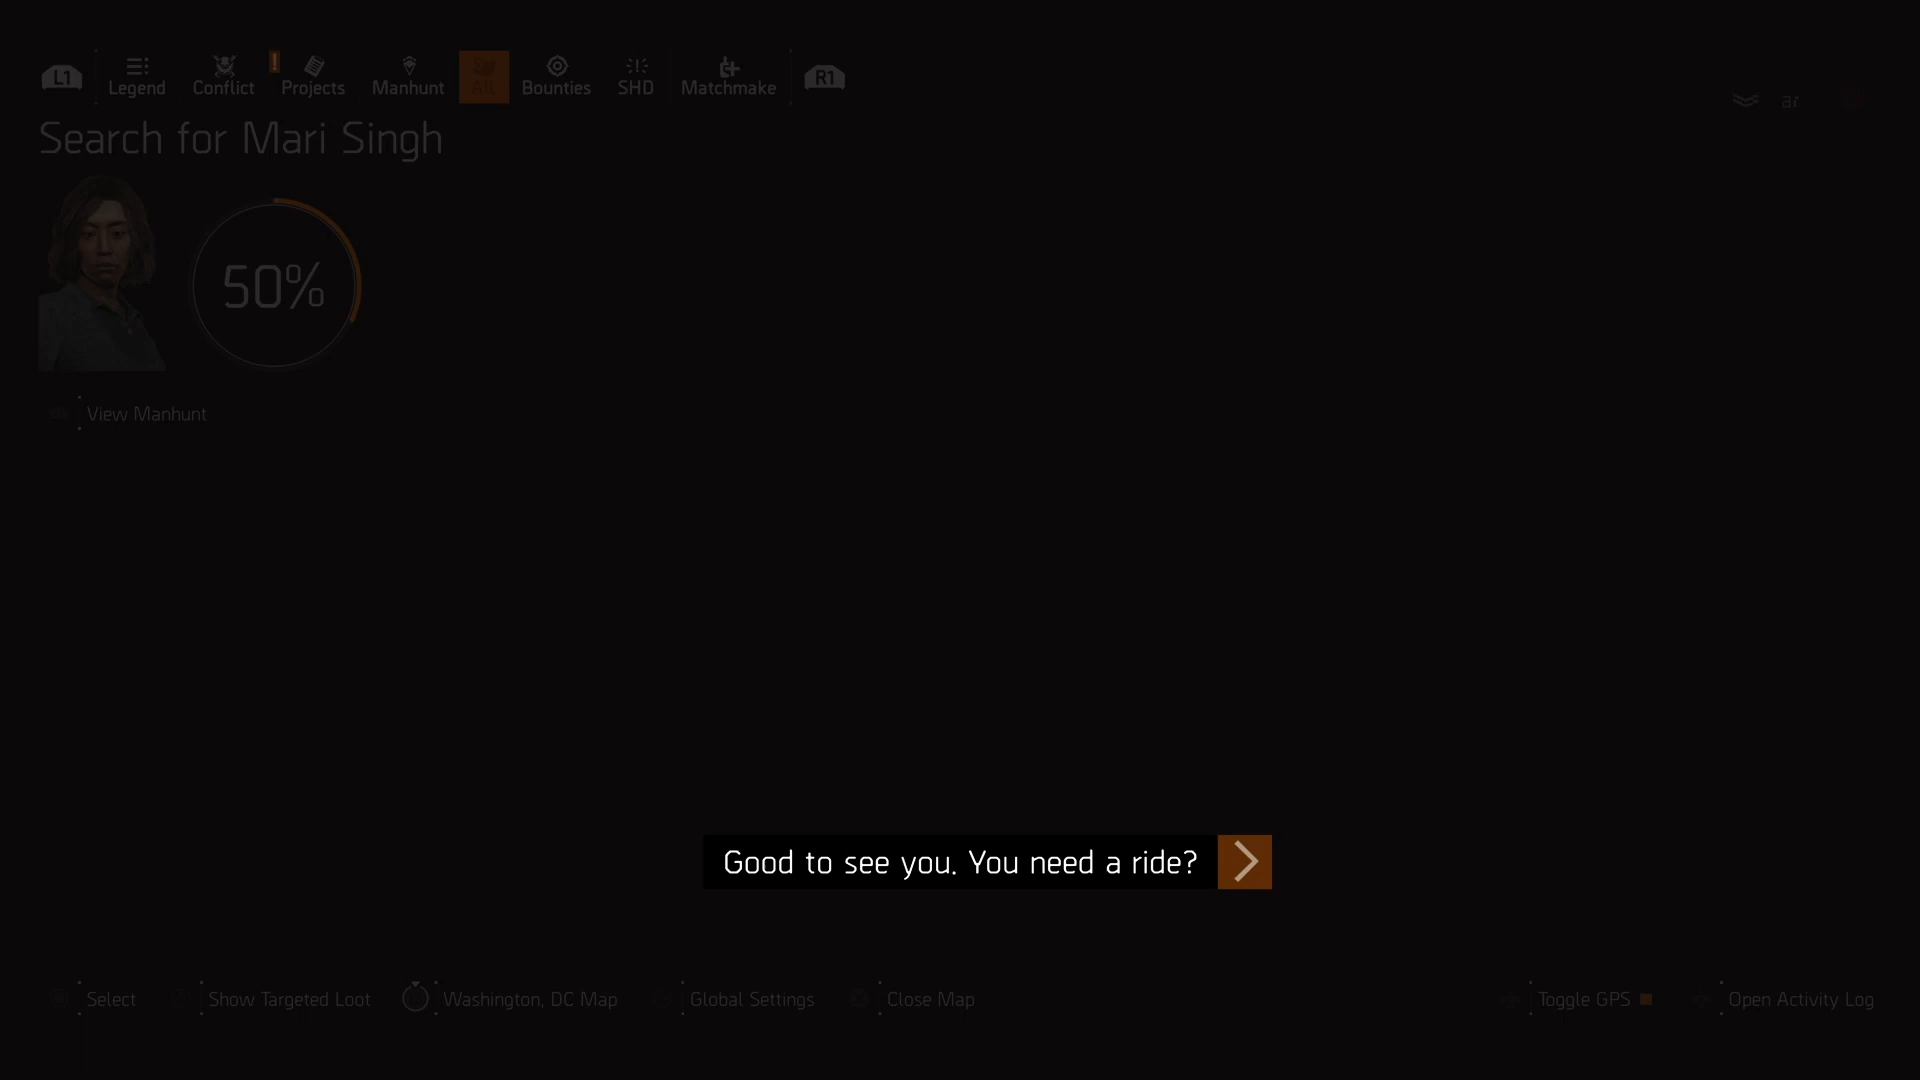 L1
Legend
Conflict
!
Projects
Manhunt
All
Bounties
SHD
Matchmake
R1
Search for Mari Singh
50%
View Manhunt
Good to see you. You need a ride?
Select
Show Targeted Loot
Washington, DC Map
Global Settings
Close Map
Toggle GPS
Open Activity Log